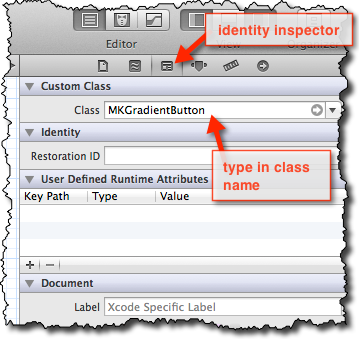 identity inspector
Editor
View
Organizer
Custom Class
Class
MKGradientButton
Identity
Restoration ID
type in class
name
User Defined Runtime Attributes
Key Path
Type
Value
Document
Label
Xcode Specific Label